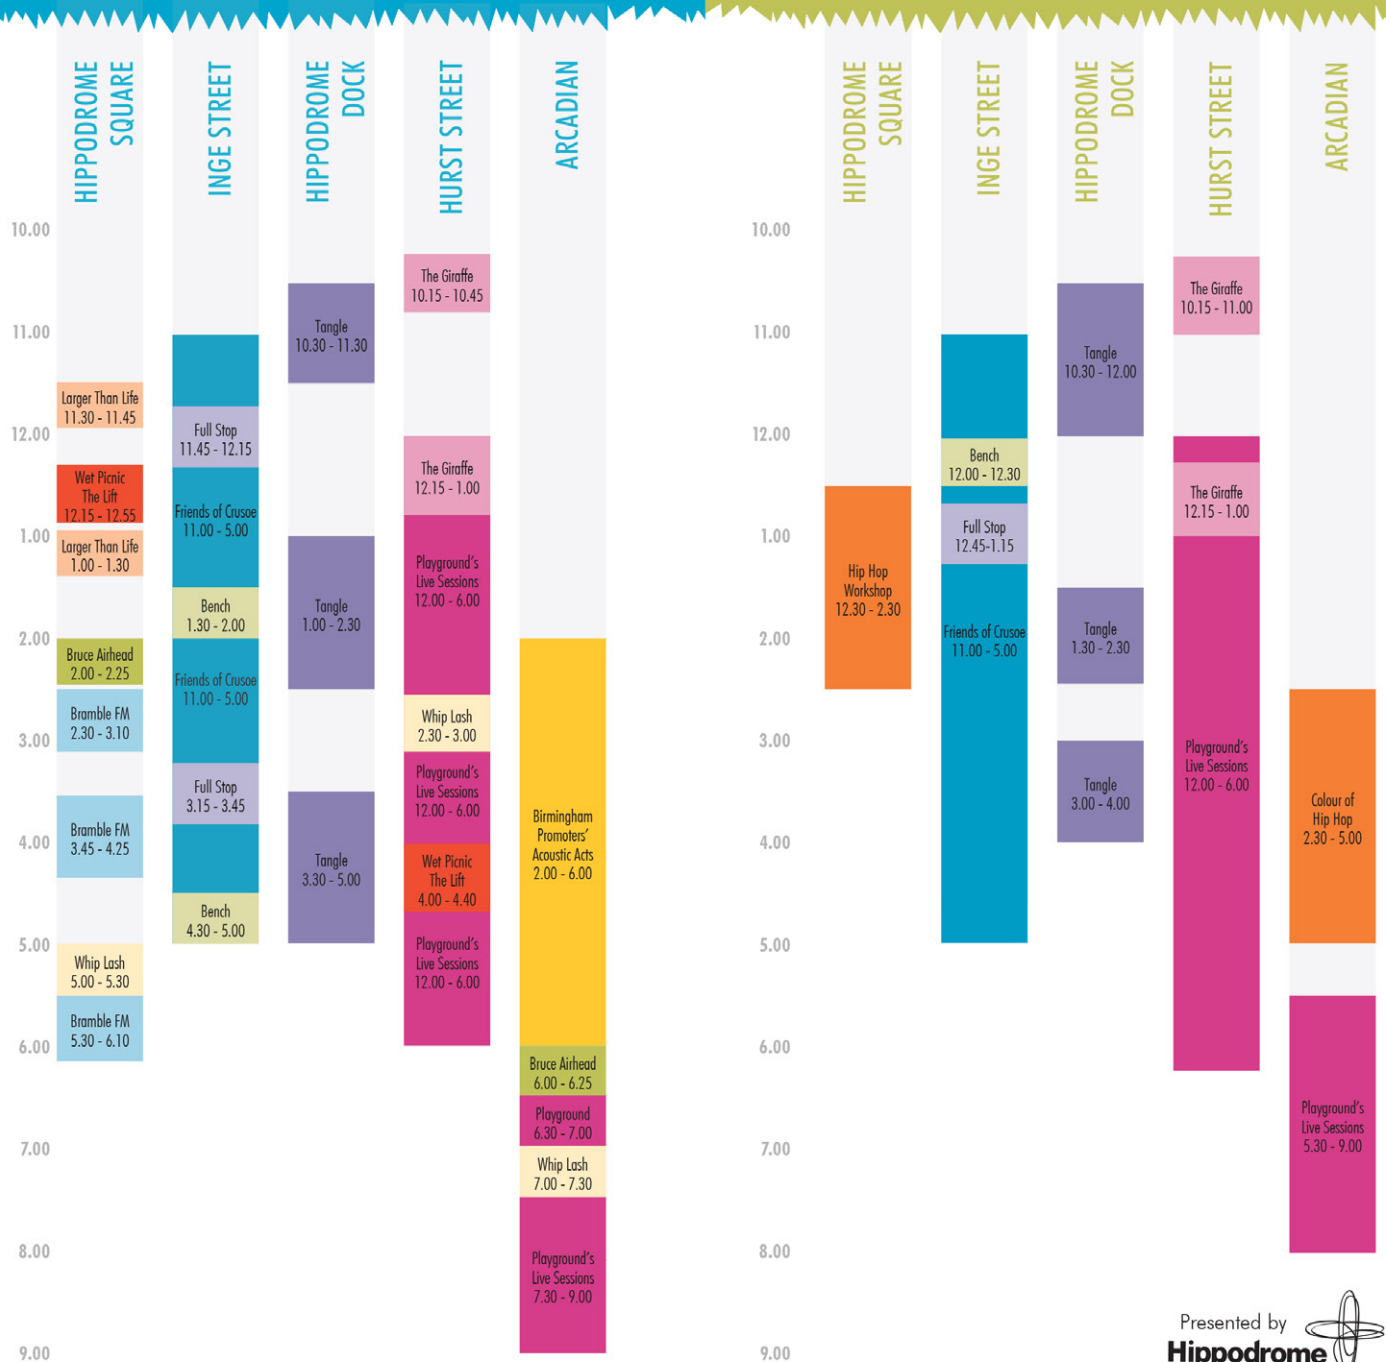 HIPPODROME
SQUARE
INGE STREET
HIPPODROME
DOCK
HURST STREET
ARCADIAN
10.00
11.00
12.00
1.00
2.00
3.00
4.00
5.00
6.00
7.00
8.00
9.00
Larger Than Life
11.30 - 11.45
Wet Picnic
The Lift
12.15 - 12.55
Larger Than Life
1.00 - 1.30
Bruce Airhead
2.00 - 2.25
Bramble FM
2.30 - 3.10
Bramble FM
3.45 - 4.25
Whip Lash
5.00 - 5.30
Bramble FM
5.30 - 6.10
Full Stop
11.45 - 12.15
Friends of Crusoe
11.00 - 5.00
Bench
1.30 - 2.00
Friends of Crusoe
11.00 - 5.00
Full Stop
3.15 - 3.45
Bench
4.30 - 5.00
Tangle
10.30 - 11.30
Tangle
1.00 - 2.30
Tangle
3.30 - 5.00
The Giraffe
10.15 - 10.45
The Giraffe
12.15 - 1.00
Playground's
Live Sessions
12.00 - 6.00
Whip Lash
2.30 - 3.00
Playground's
Live Sessions
12.00 - 6.00
Wet Picnic
The Lift
4.00 - 4.40
Playground's
Live Sessions
12.00 - 6.00
Birmingham
Promoters'
Acoustic Acts
2.00 - 6.00
Bruce Airhead
6.00 - 6.25
Playground
6.30 - 7.00
Whip Lash
7.00 - 7.30
Playground's
Live Sessions
7.30 - 9.00
HIPPODROME
SQUARE
INGE STREET
HIPPODROME
DOCK
HURST STREET
ARCADIAN
10.00
11.00
12.00
1.00
2.00
3.00
4.00
5.00
6.00
7.00
8.00
9.00
Hip Hop
Workshop
12.30 - 2.30
Bench
12.00 - 12.30
Full Stop
12.45-1.15
Friends of Crusoe
11.00 - 5.00
Tangle
10.30 - 12.00
Tangle
1.30 - 2.30
Tangle
3.00 - 4.00
The Giraffe
10.15 - 11.00
The Giraffe
12.15 - 1.00
Playground's
Live Sessions
12.00 - 6.00
Colour of
Hip Hop
2.30 - 5.00
Playground's
Live Sessions
5.30 - 9.00
Presented by
Hippodrome